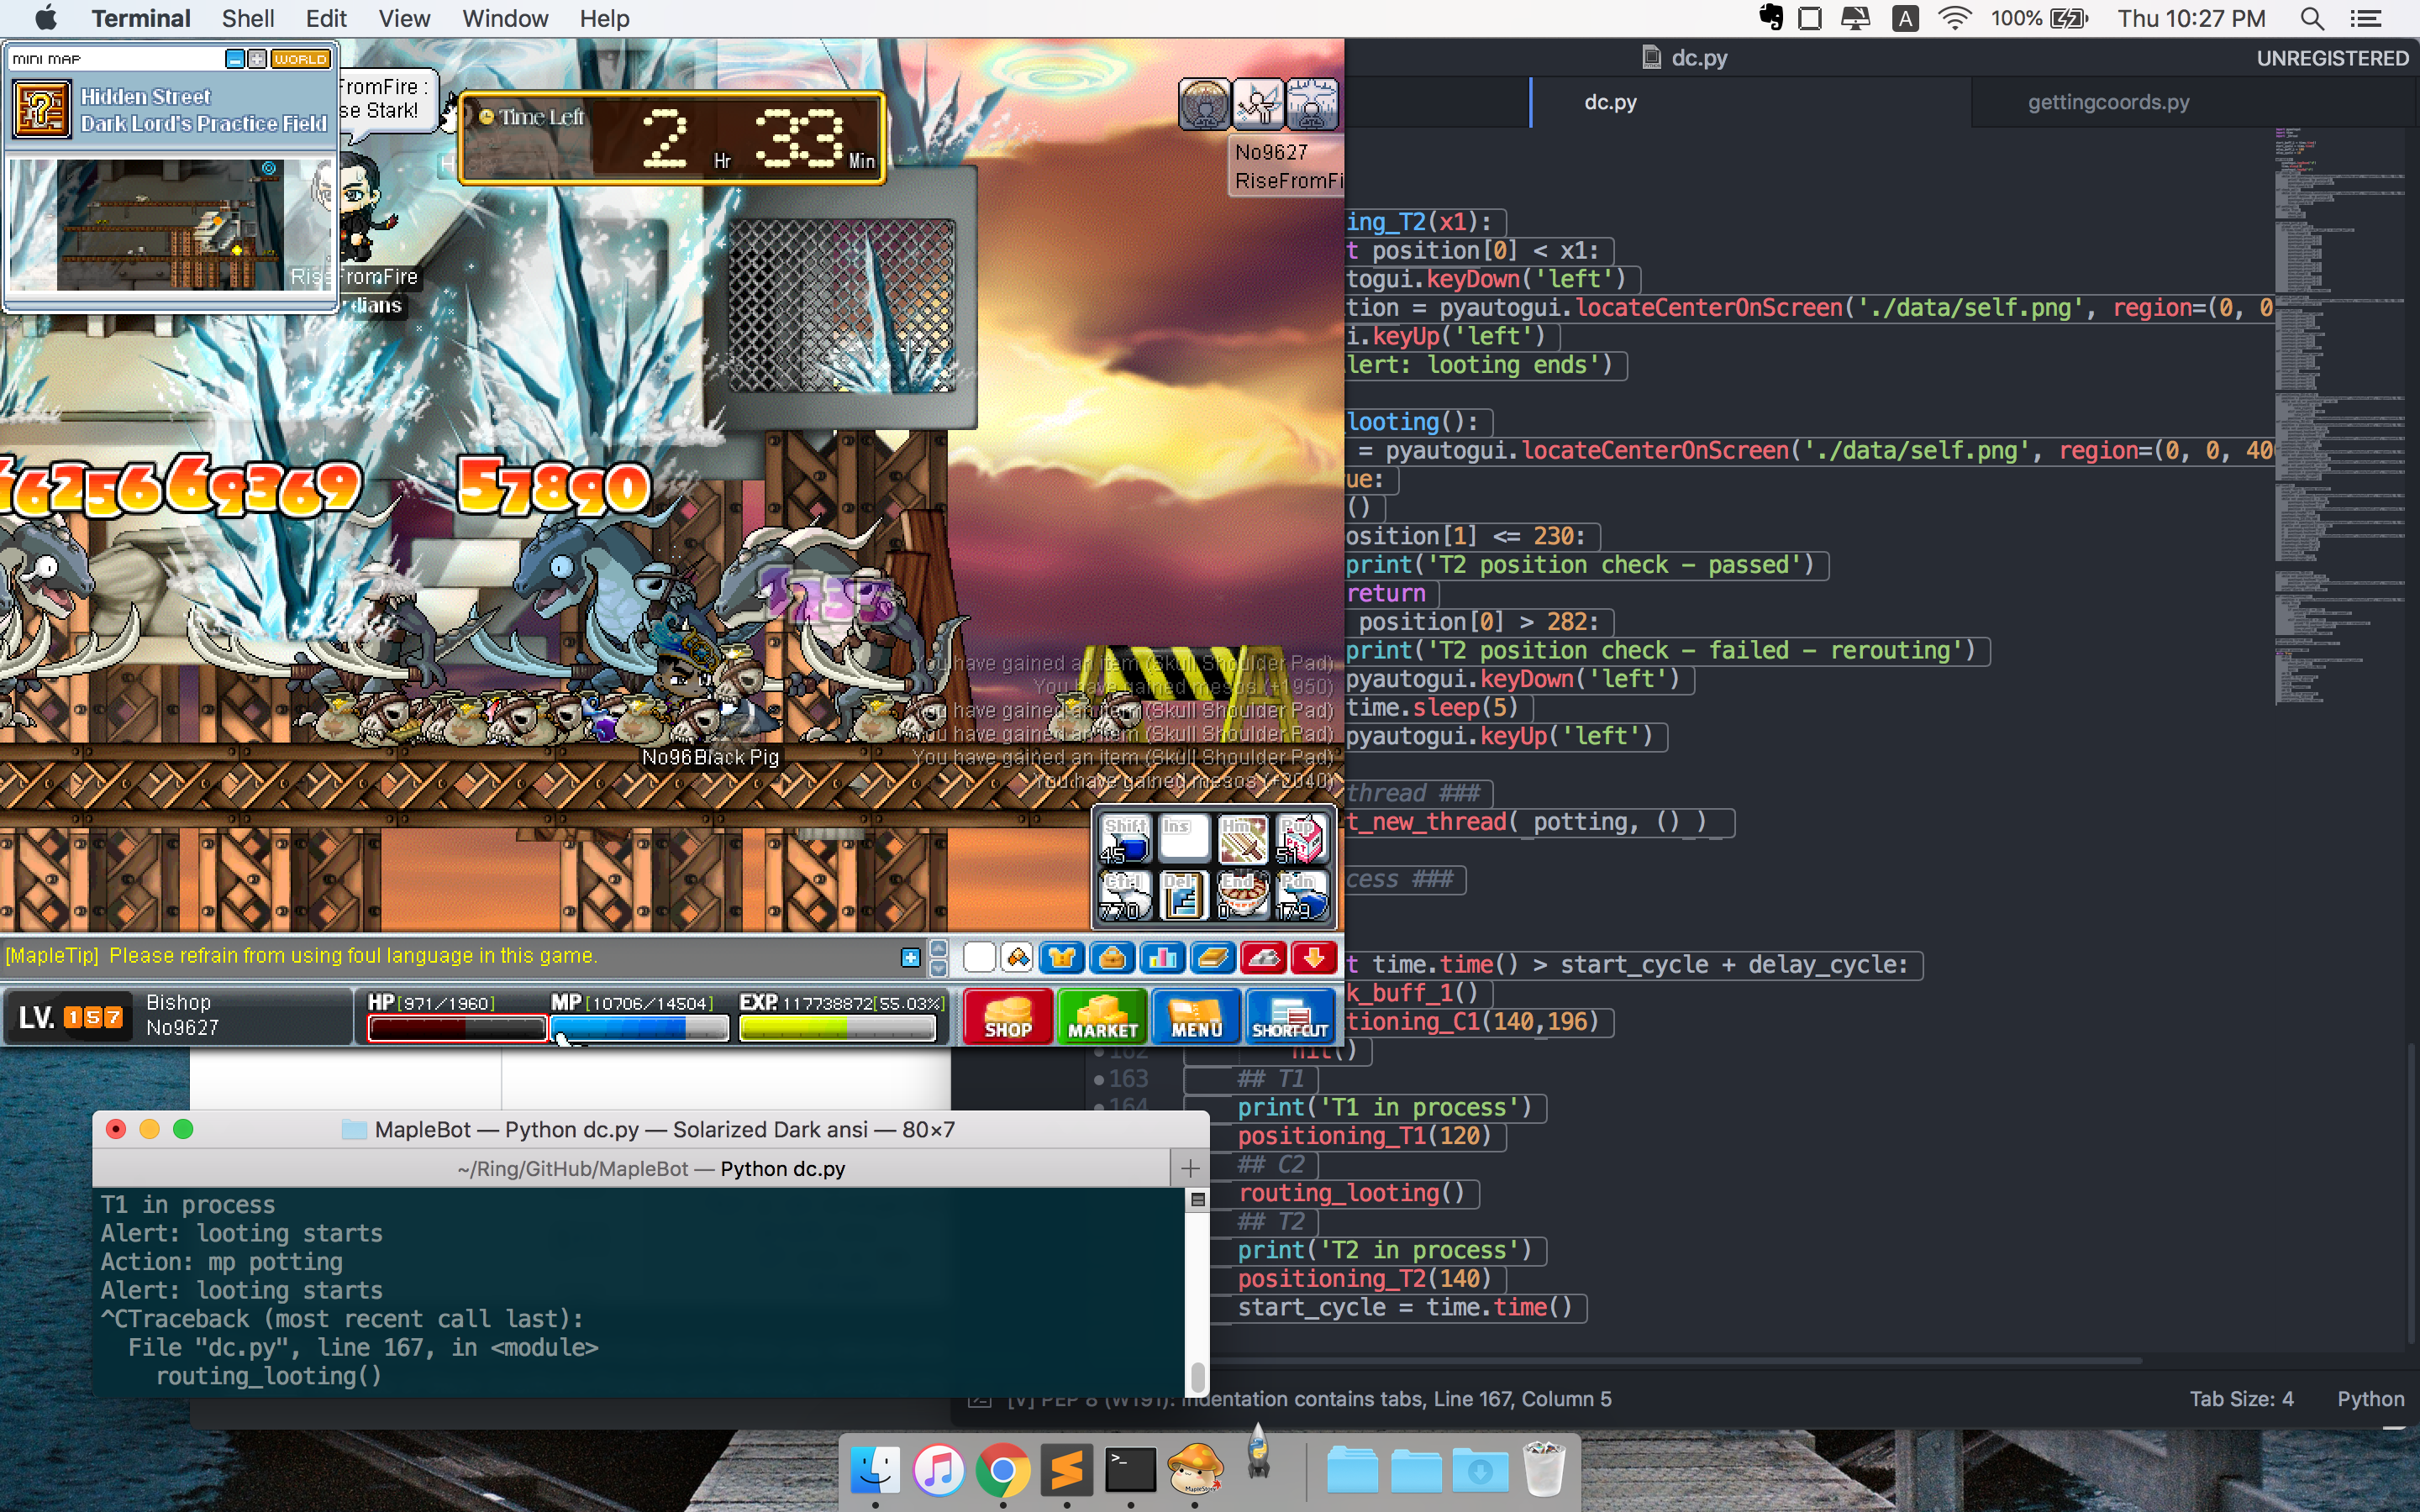 Terminal Shell Edit View Window Help
A 100% Thu 10:27 PM
MINI MAP WORLD
Hidden Street
Dark Lord's Practice Field
FromFire :
se Stark!
Time Left 2 Hr 33 Min
No9627
RiseFromFi
RiseFromFire
rdians
66256 69369 57890
You have gained an item (Skull Shoulder Pad)
You have gained mesos (+1950)
You have gained an item (Skull Shoulder Pad)
You have gained an item (Skull Shoulder Pad)
You have gained an item (Skull Shoulder Pad)
You have gained mesos (+2040)
No96 Black Pig
Shift Ins Hm Pup
45 51
Ctrl Del End Pdn
770 0 179
[MapleTip] Please refrain from using foul language in this game.
LV. 157
Bishop
No9627
HP[971/1960] MP[10706/14504] EXP. 117738872[55.03%]
SHOP MARKET MENU SHORTCUT
dc.py
UNREGISTERED
dc.py gettingcoords.py
ing_T2(x1):
t position[0] < x1:
togui.keyDown('left')
tion = pyautogui.locateCenterOnScreen('./data/self.png', region=(0, 0
i.keyUp('left')
lert: looting ends')
looting():
= pyautogui.locateCenterOnScreen('./data/self.png', region=(0, 0, 40
ue:
()
osition[1] <= 230:
print('T2 position check - passed')
return
position[0] > 282:
print('T2 position check - failed - rerouting')
pyautogui.keyDown('left')
time.sleep(5)
pyautogui.keyUp('left')
thread ###
t_new_thread( potting, () )
cess ###
t time.time() > start_cycle + delay_cycle:
k_buff_1()
tioning_C1(140,196)
162 hit()
163 ## T1
164 print('T1 in process')
positioning_T1(120)
## C2
routing_looting()
## T2
print('T2 in process')
positioning_T2(140)
start_cycle = time.time()
[V] PEP 8 (W191): Indentation contains tabs, Line 167, Column 5
Tab Size: 4 Python
MapleBot — Python dc.py — Solarized Dark ansi — 80×7
~/Ring/GitHub/MapleBot — Python dc.py
T1 in process
Alert: looting starts
Action: mp potting
Alert: looting starts
^CTraceback (most recent call last):
File "dc.py", line 167, in <module>
routing_looting()